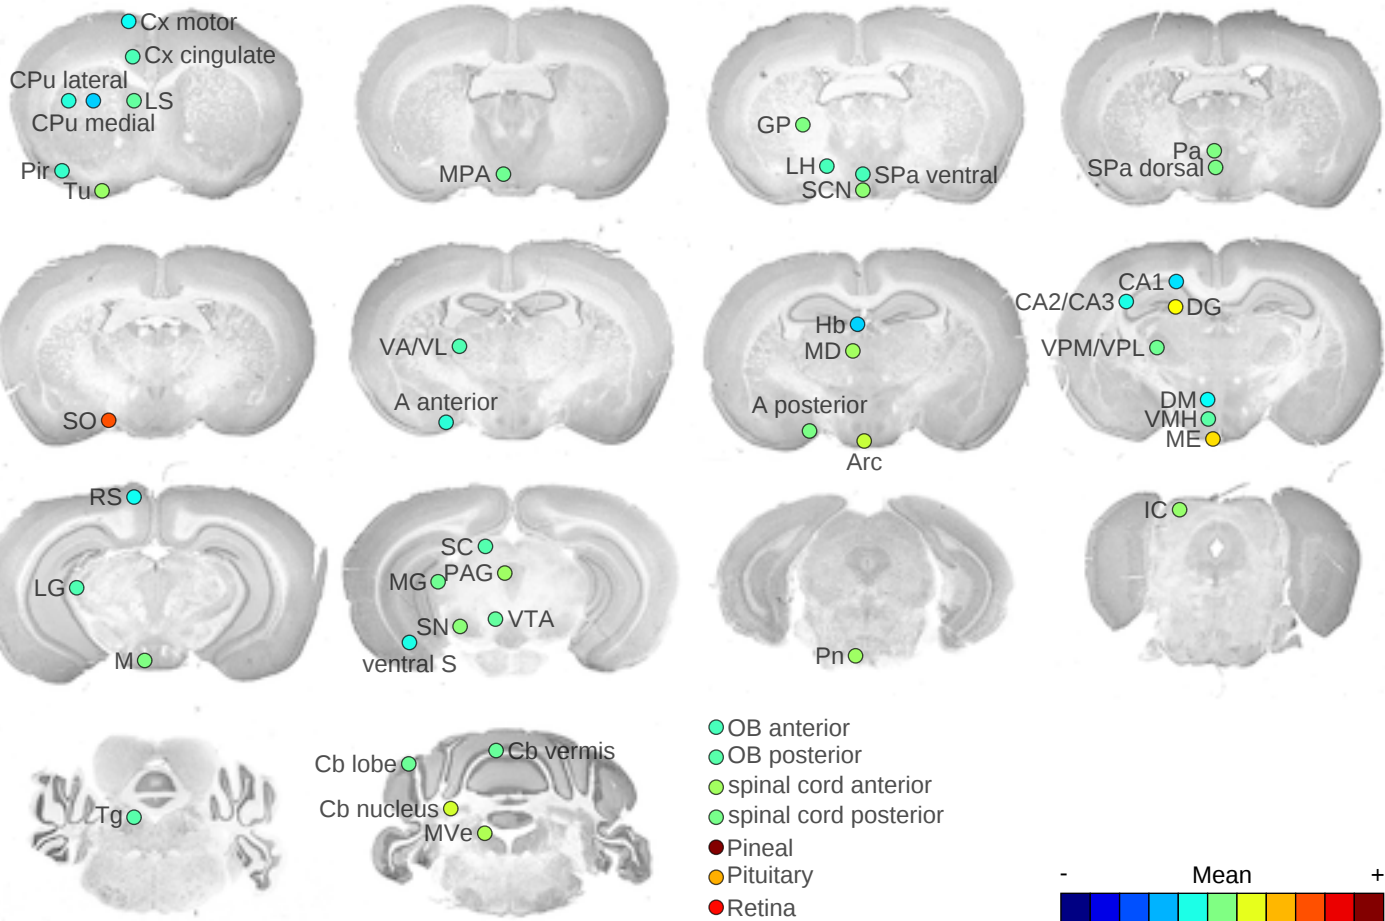 Cx motor
Cx cingulate
CPu lateral
LS
CPu medial
Pir
Tu
MPA
GP
LH
SPa ventral
SCN
Pa
SPa dorsal
SO
VA/VL
A anterior
Hb
MD
A posterior
Arc
CA1
CA2/CA3
DG
VPM/VPL
DM
VMH
ME
RS
LG
M
SC
MG
PAG
SN
VTA
ventral S
Pn
IC
Tg
Cb lobe
Cb vermis
Cb nucleus
MVe
OB anterior
OB posterior
spinal cord anterior
spinal cord posterior
Pineal
Pituitary
Retina
- Mean +